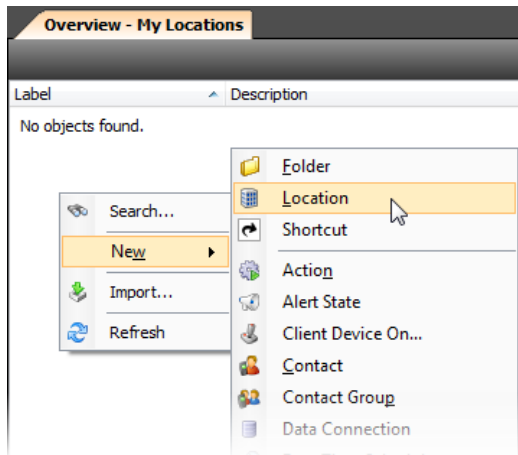 Overview - My Locations
Label Description
No objects found.
Search...
New
Import...
Refresh
Folder
Location
Shortcut
Action
Alert State
Client Device On...
Contact
Contact Group
Data Connection